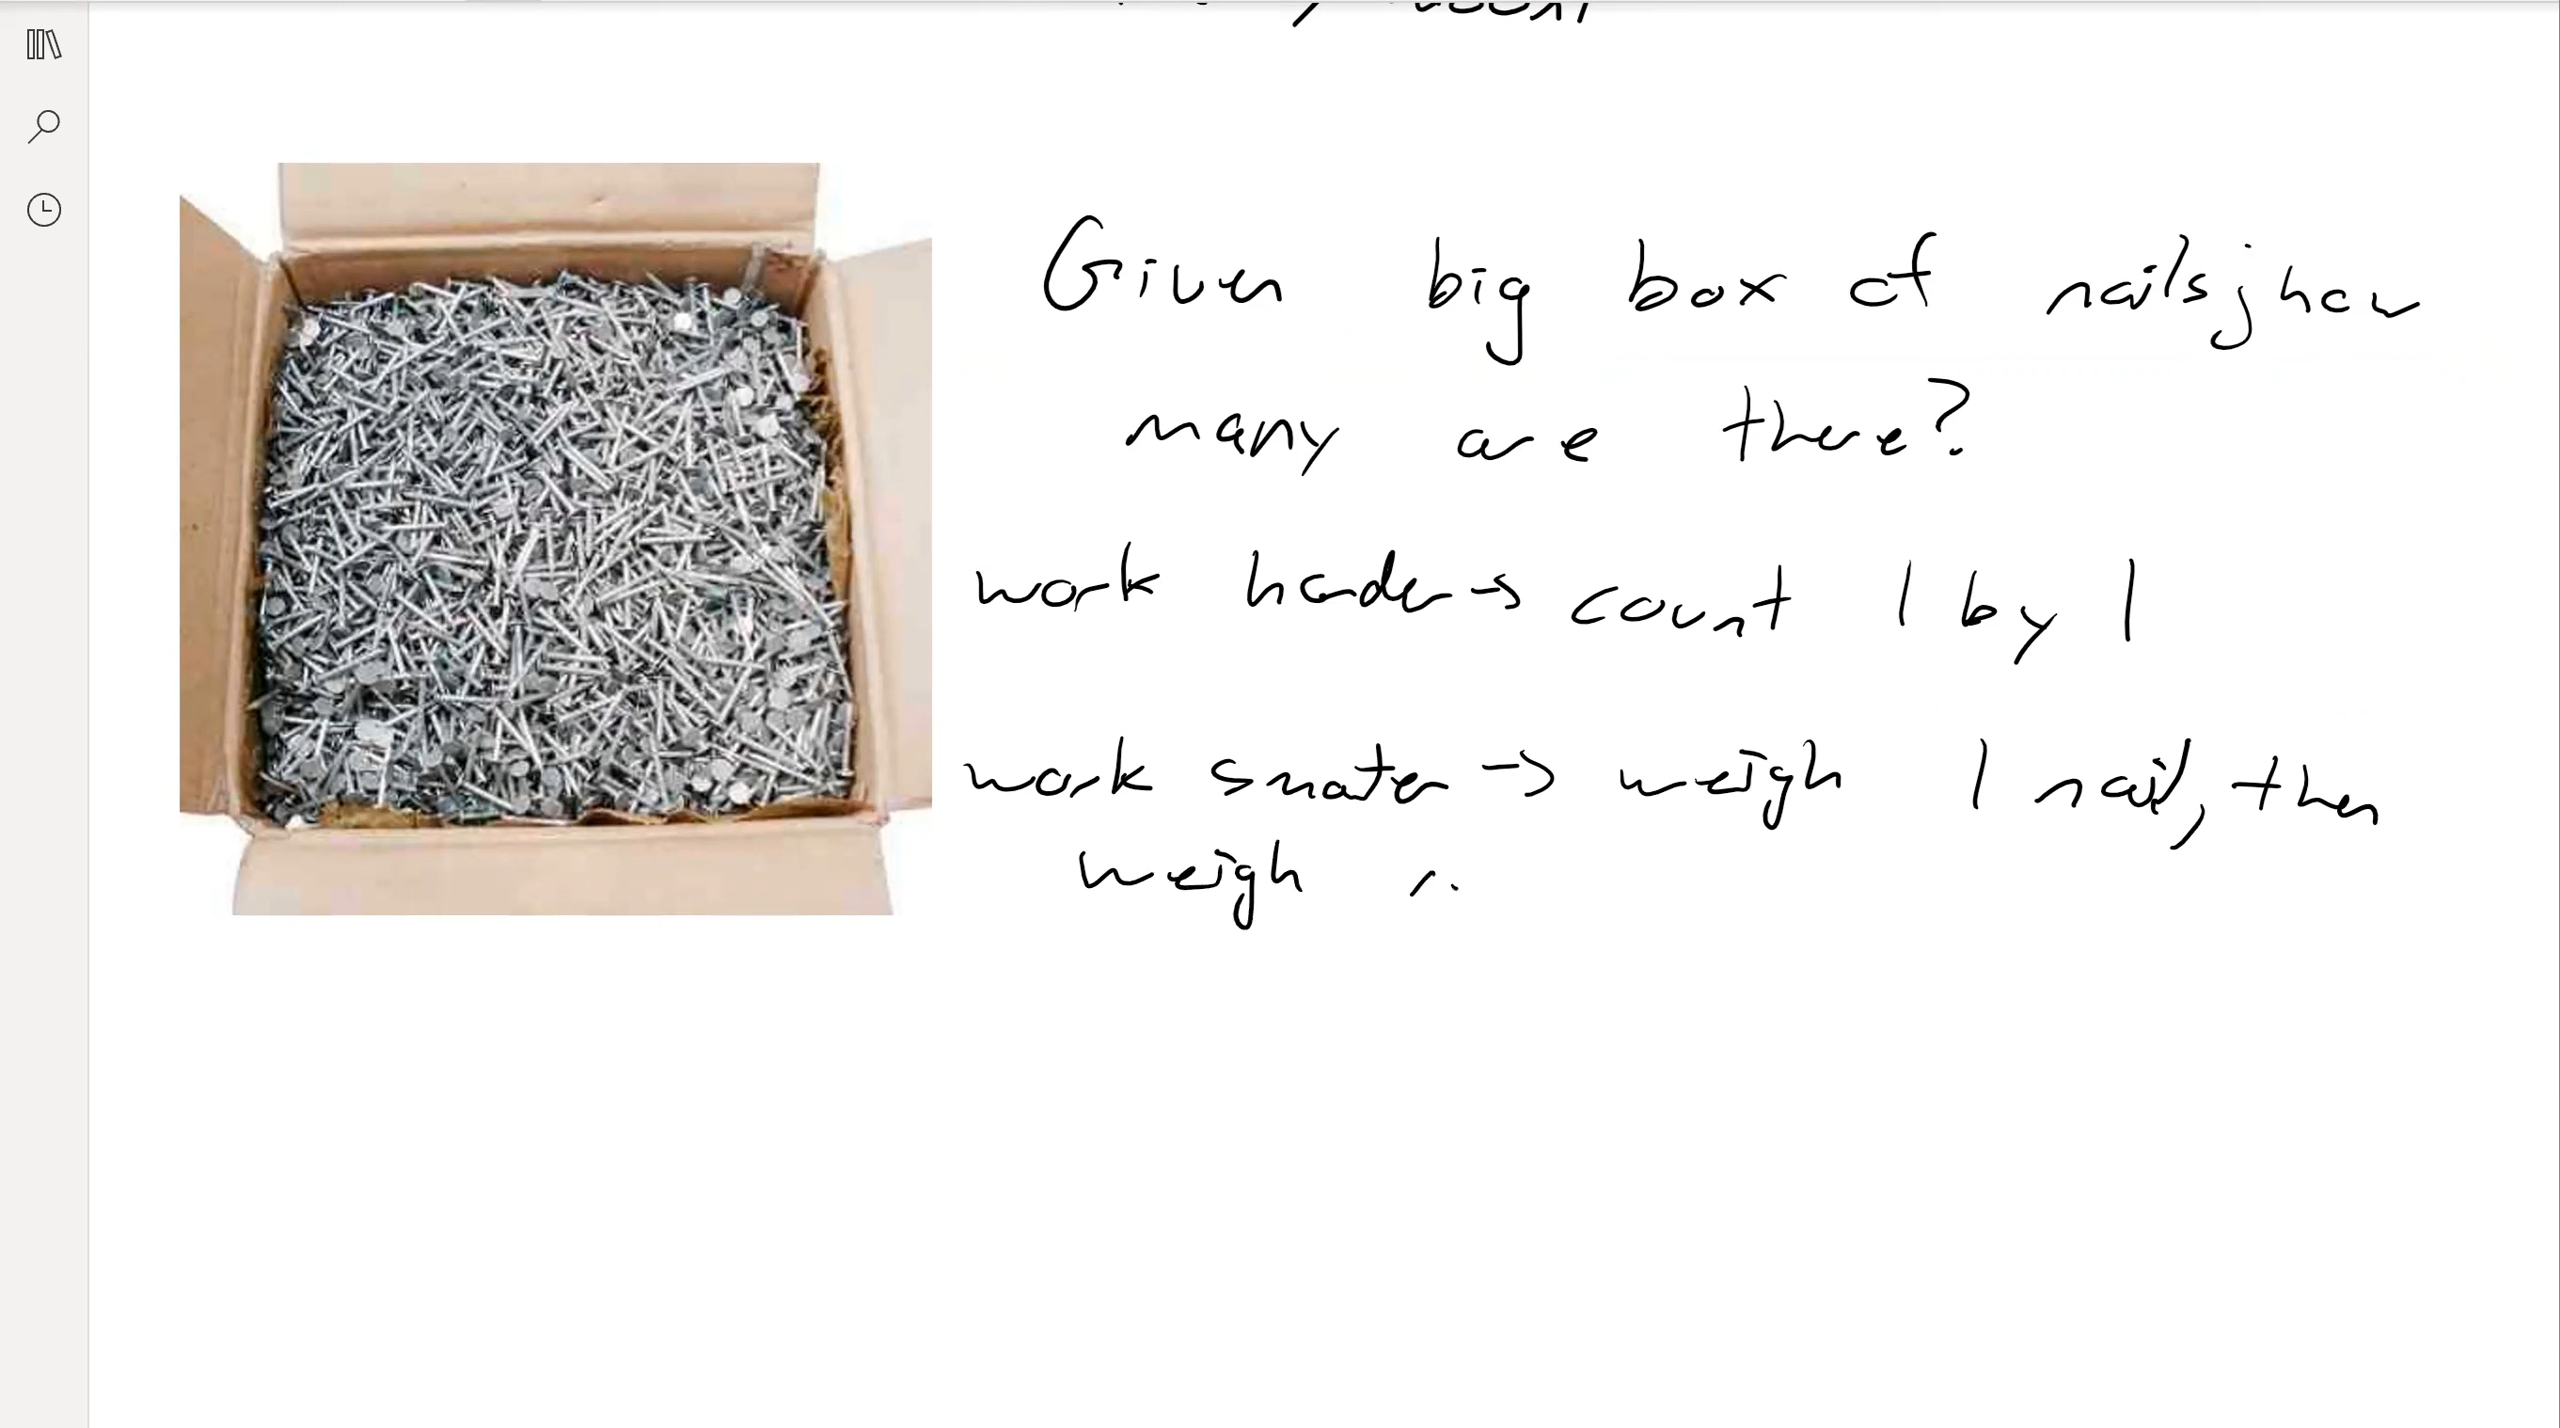 Given big box of nails; how
many are there?
work harder → count 1 by 1
work smarter → weigh 1 nail, then
weigh